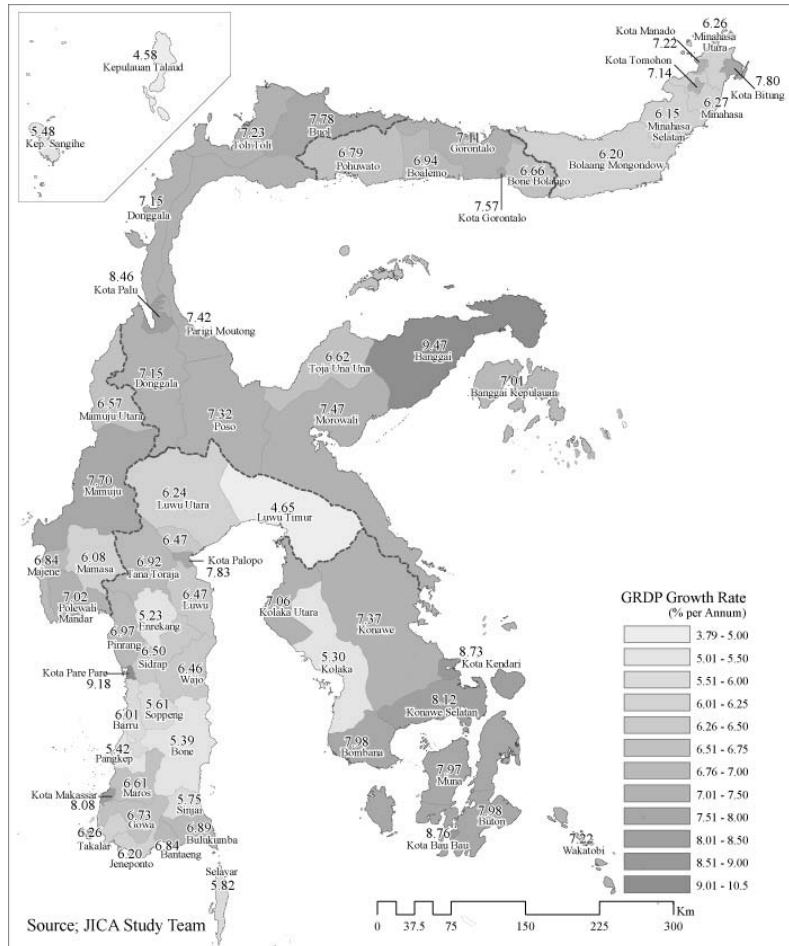 4.58
Kepulauan Talaud
5.48
Kep. Sangihe
Kota Manado
7.22
6.26
Minahasa
Utara
Kota Tomohon
7.14
7.80
Kota Bitung
6.27
Minahasa
6.15
Minahasa
Selatan
6.20
Bolaang Mongondow
7.23
Toli Toli
7.78
Buol
6.79
Pohuwato
6.94
Boalemo
Gorontalo
6.66
Bone Bolango
7.57
Kota Gorontalo
7.15
Donggala
8.46
Kota Palu
7.42
Parigi Moutong
7.15
Donggala
6.62
Toja Una Una
9.47
Banggai
7.01
Banggai Kepulauan
6.57
Mamuju Utara
7.32
Poso
7.47
Morowali
7.70
Mamuju
6.24
Luwu Utara
4.65
Luwu Timur
6.47
6.84
Majene
6.08
Mamasa
6.92
Tana Toraja
Kota Palopo
7.83
7.02
Polewali
Mandar
6.47
Luwu
5.23
Enrekang
6.97
Pinrang
6.50
Sidrap
6.46
Wajo
Kota Pare Pare
9.18
7.06
Kolaka Utara
7.37
Konawe
5.30
Kolaka
8.73
Kota Kendari
8.12
Konawe Selatan
5.61
Soppeng
6.01
Barru
5.42
Pangkep
5.39
Bone
7.98
Bombana
7.97
Muna
7.98
Buton
8.76
Kota Bau Bau
7.22
Wakatobi
6.61
Maros
Kota Makassar
8.08
5.75
Sinjai
6.73
Gowa
6.26
Takalar
6.89
Bulukumba
6.84
Bantaeng
6.20
Jeneponto
Selayar
5.82
GRDP Growth Rate
(% per Annum)
3.79 - 5.00
5.01 - 5.50
5.51 - 6.00
6.01 - 6.25
6.26 - 6.50
6.51 - 6.75
6.76 - 7.00
7.01 - 7.50
7.51 - 8.00
8.01 - 8.50
8.51 - 9.00
9.01 - 10.5
Km
0 37.5 75 150 225 300
Source; JICA Study Team